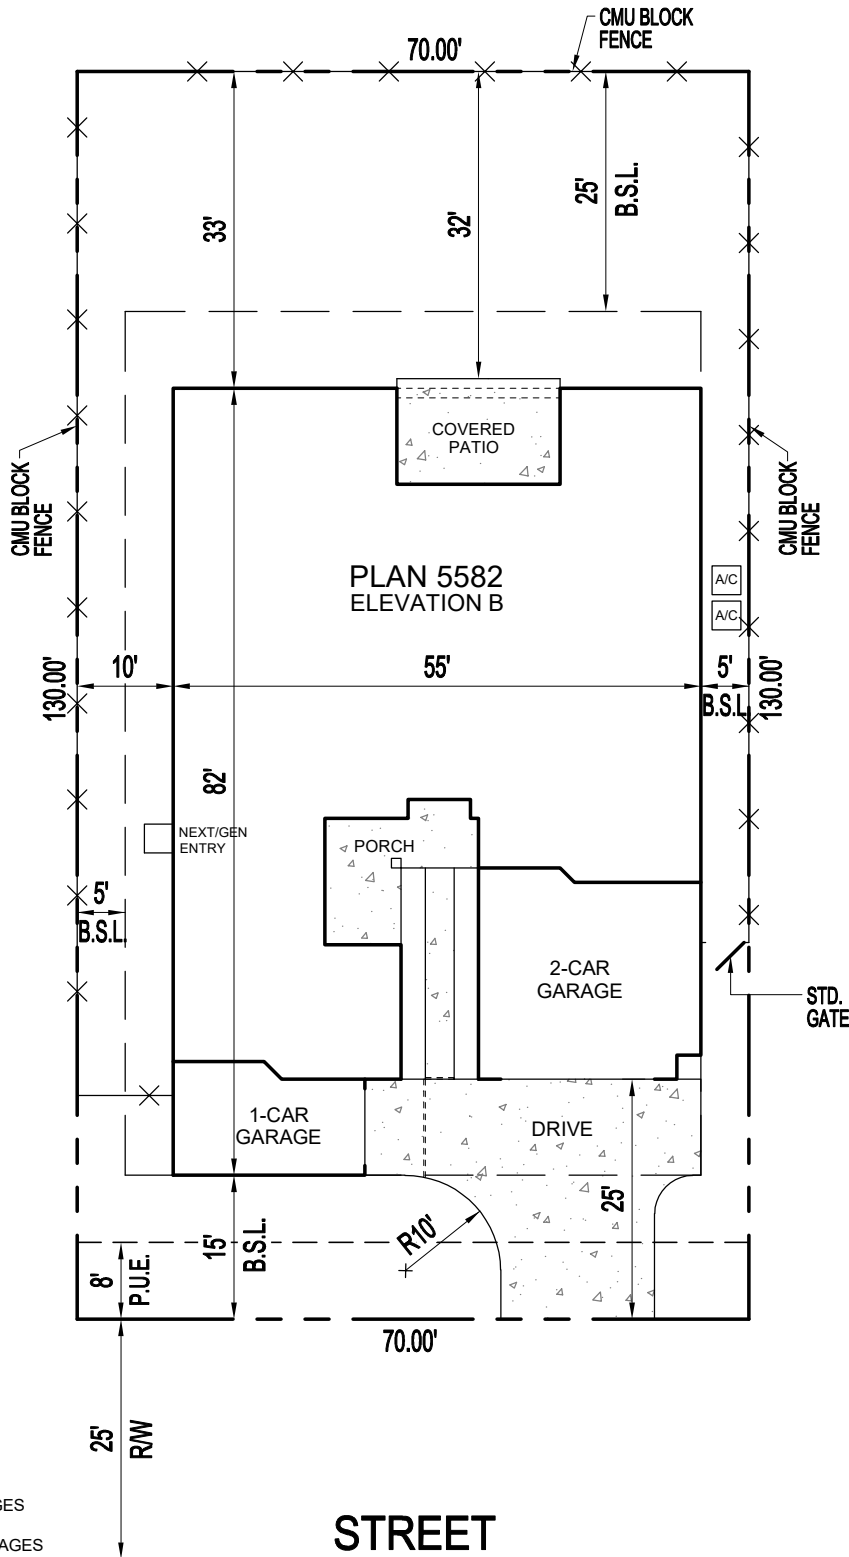 CMU BLOCK
FENCE
70.00'
33'
32'
25'
B.S.L.
COVERED
PATIO
CMU BLOCK
FENCE
CMU BLOCK
FENCE
PLAN 5582
ELEVATION B
A/C
A/C
130.00'
10'
55'
5'
B.S.L.
130.00'
82'
NEXT/GEN
ENTRY
PORCH
5'
B.S.L.
2-CAR
GARAGE
STD.
GATE
1-CAR
GARAGE
DRIVE
15'
B.S.L.
R10'
25'
8'
P.U.E.
70.00'
25'
R/W
STREET